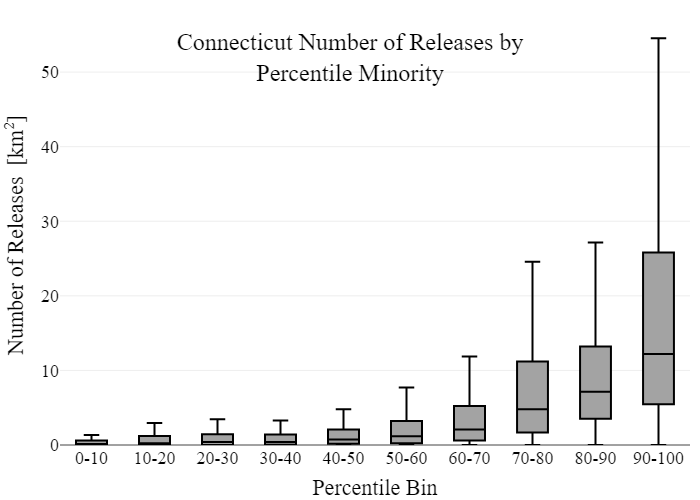 Connecticut Number of Releases by
Percentile Minority
Number of Releases [km²]
50
40
30
20
10
0
0-10 10-20 20-30 30-40 40-50 50-60 60-70 70-80 80-90 90-100
Percentile Bin